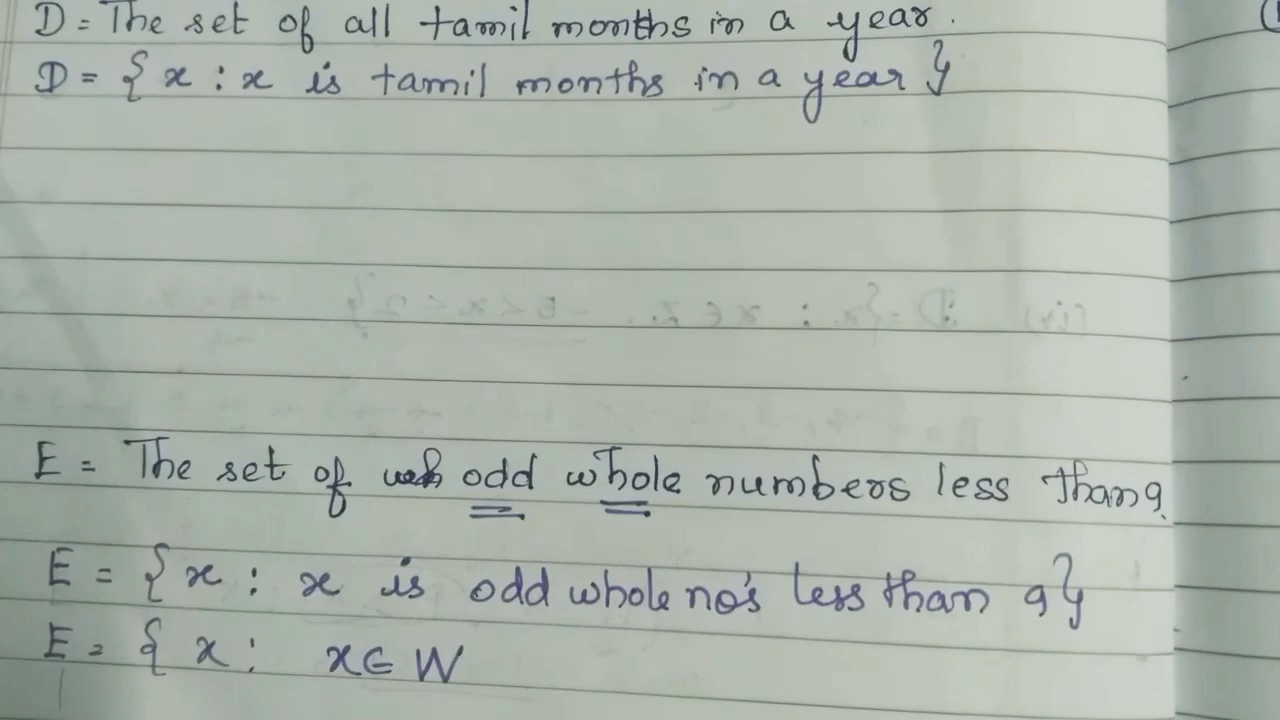 D = The set of all tamil months in a year.
D = { x : x is tamil months in a year }
E = The set of odd whole numbers less than 9.
E = { x : x is odd whole no's less than 9 }
E = { x : x ∈ W